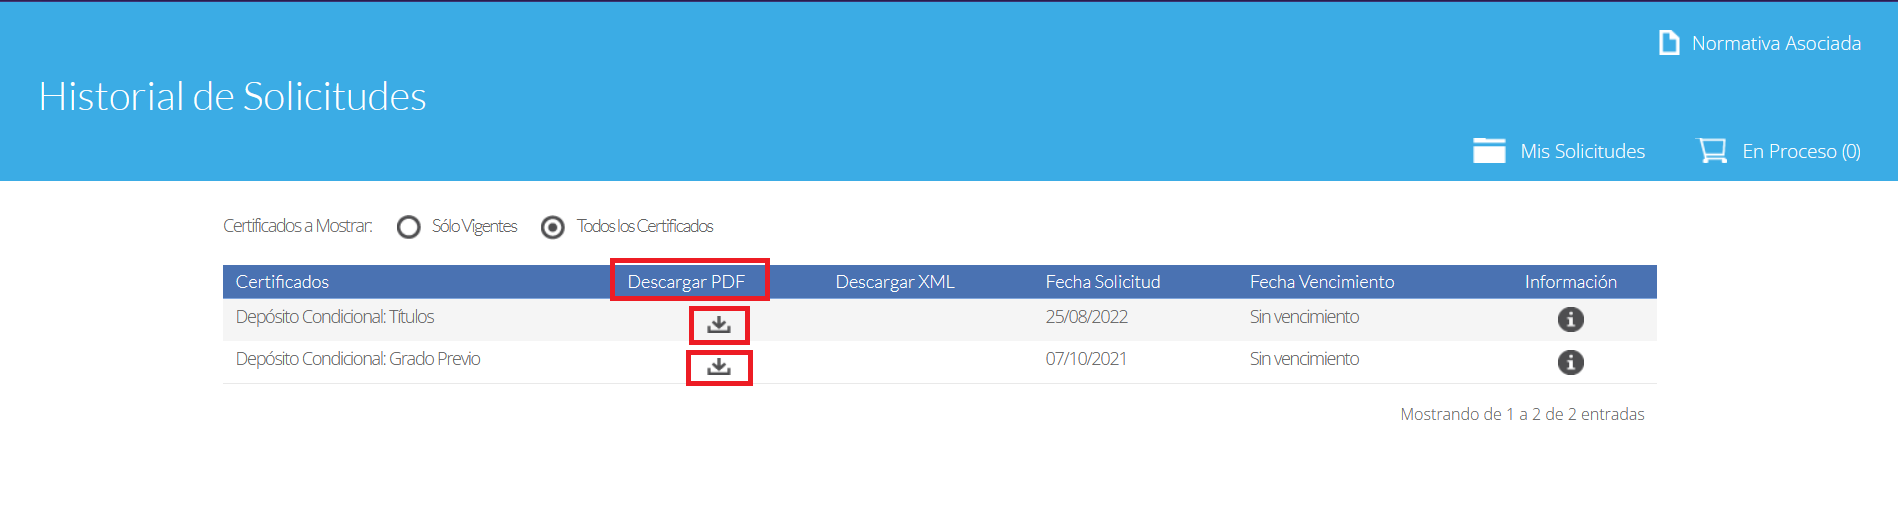 Normativa Asociada
Historial de Solicitudes
Mis Solicitudes En Proceso (0)
Certificados a Mostrar: Sólo Vigentes Todos los Certificados
Certificados Descargar PDF Descargar XML Fecha Solicitud Fecha Vencimiento Información
Depósito Condicional: Títulos 25/08/2022 Sin vencimiento
Depósito Condicional: Grado Previo 07/10/2021 Sin vencimiento
Mostrando de 1 a 2 de 2 entradas